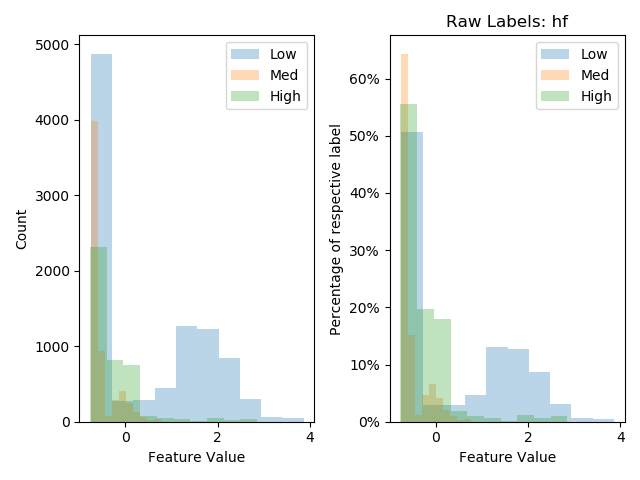 5000
4000
3000
2000
1000
0
Count
0
2
4
Feature Value
Low
Med
High
Raw Labels: hf
60%
50%
40%
30%
20%
10%
0%
Percentage of respective label
0
2
4
Feature Value
Low
Med
High